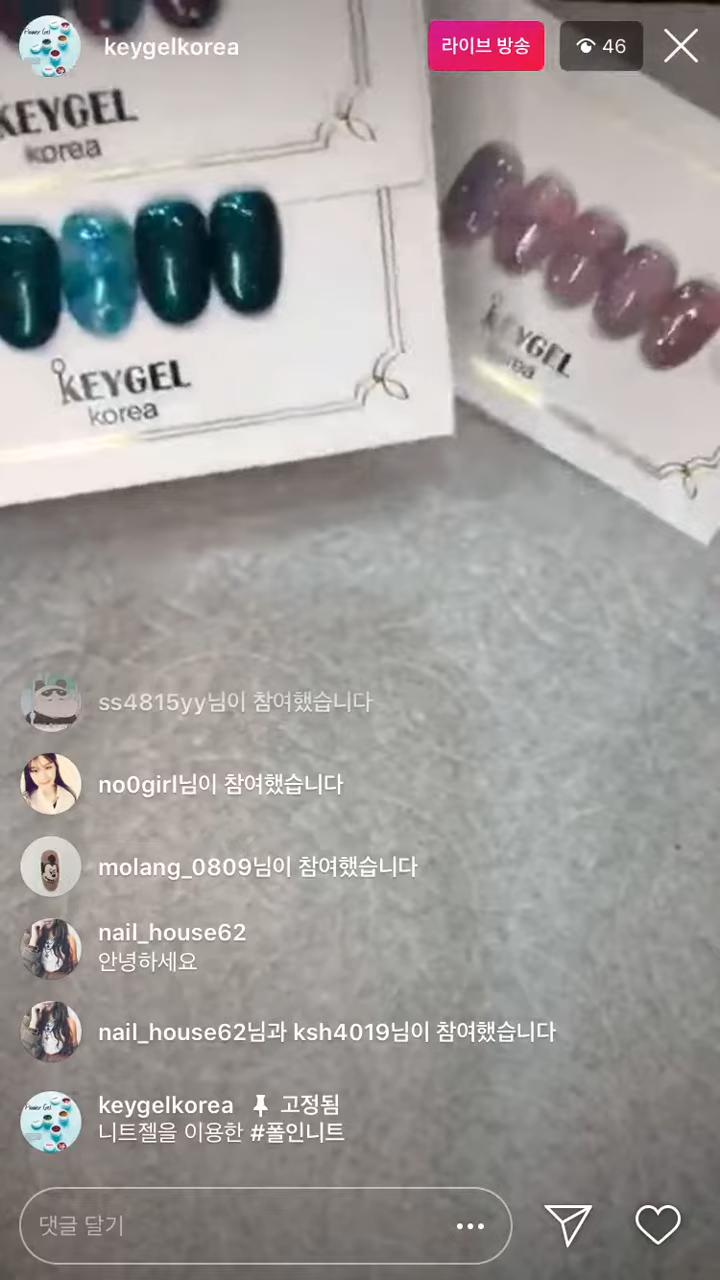 keygelkorea
라이브 방송
46
KEYGEL
korea
KEYGEL
korea
KEYGEL
korea
ss4815yy님이 참여했습니다
no0girl님이 참여했습니다
molang_0809님이 참여했습니다
nail_house62
안녕하세요
nail_house62님과 ksh4019님이 참여했습니다
keygelkorea 고정됨
니트젤을 이용한 #폴인니트
댓글 달기